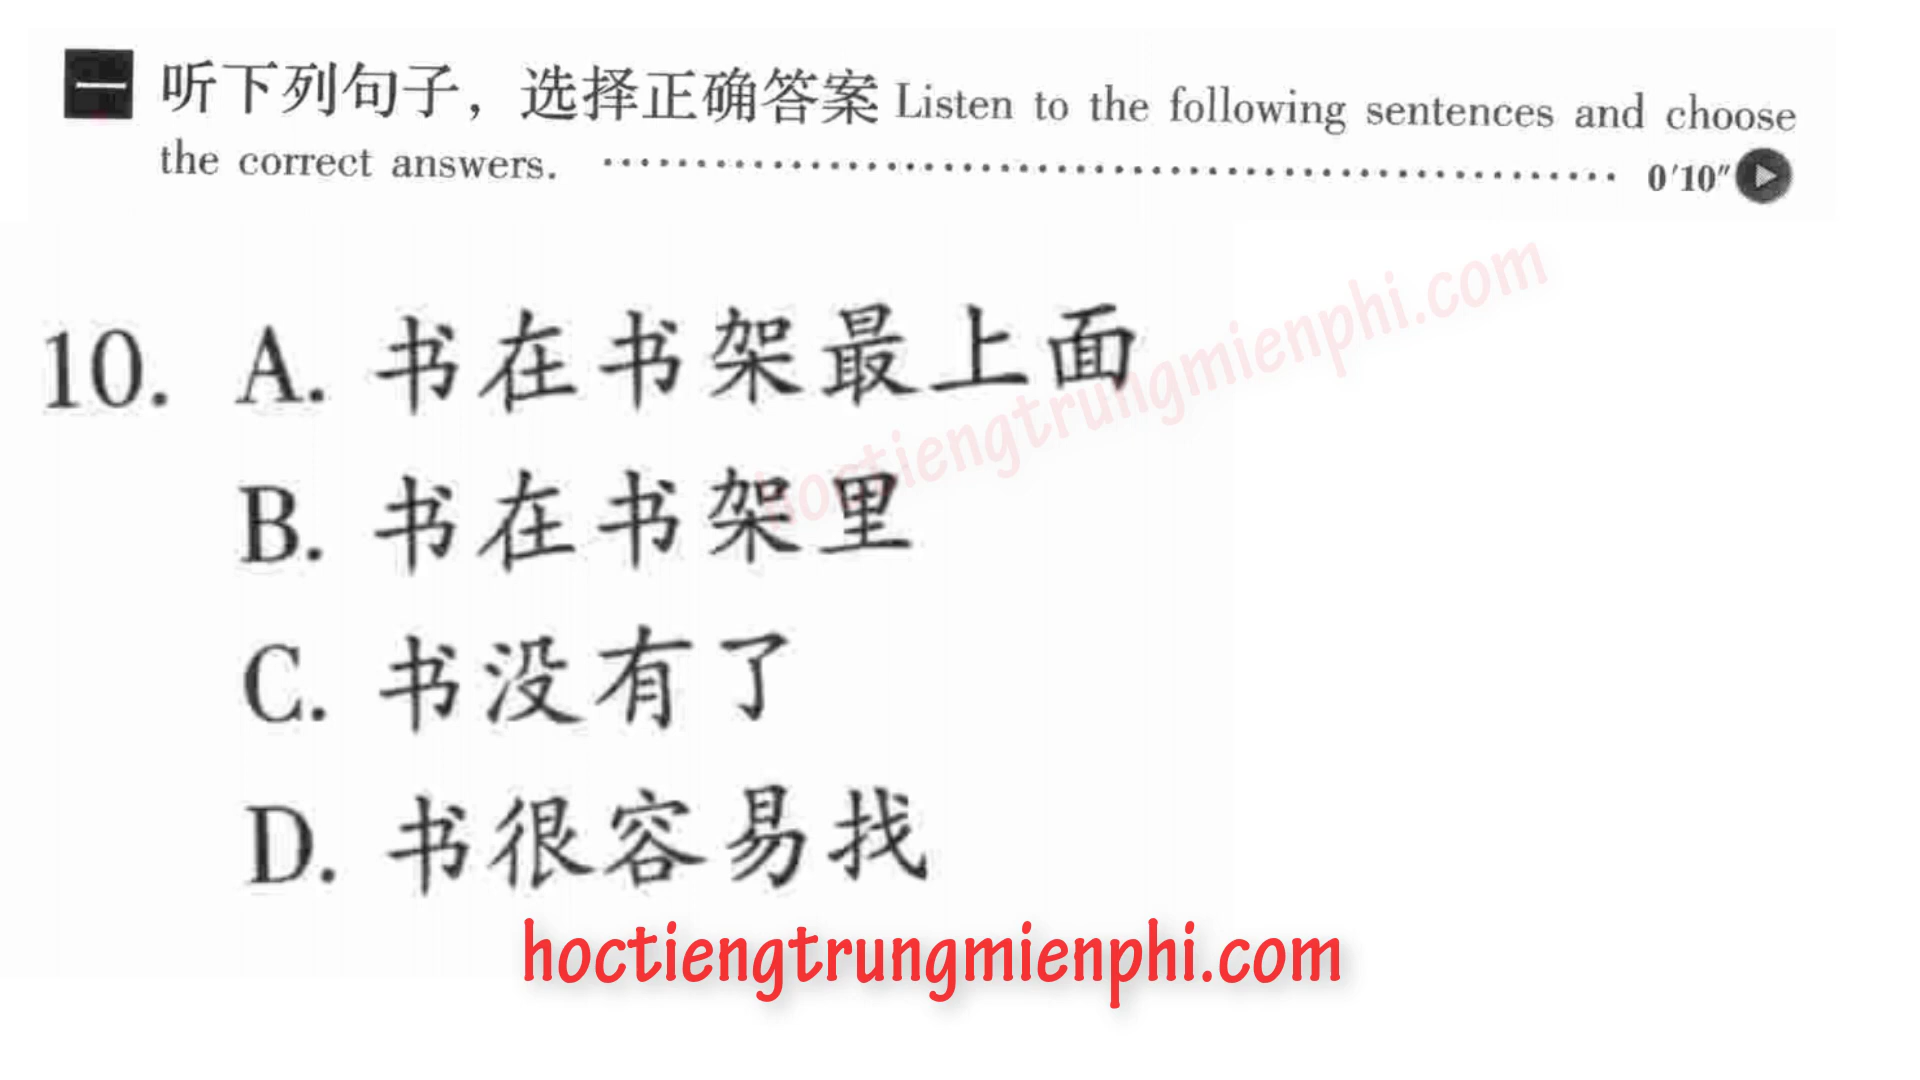 一 听下列句子，选择正确答案 Listen to the following sentences and choose
the correct answers. ································································ 0′10″
10. A. 书在书架最上面
B. 书在书架里
C. 书没有了
D. 书很容易找
hoctiengtrungmienphi.com
hoctiengtrungmienphi.com